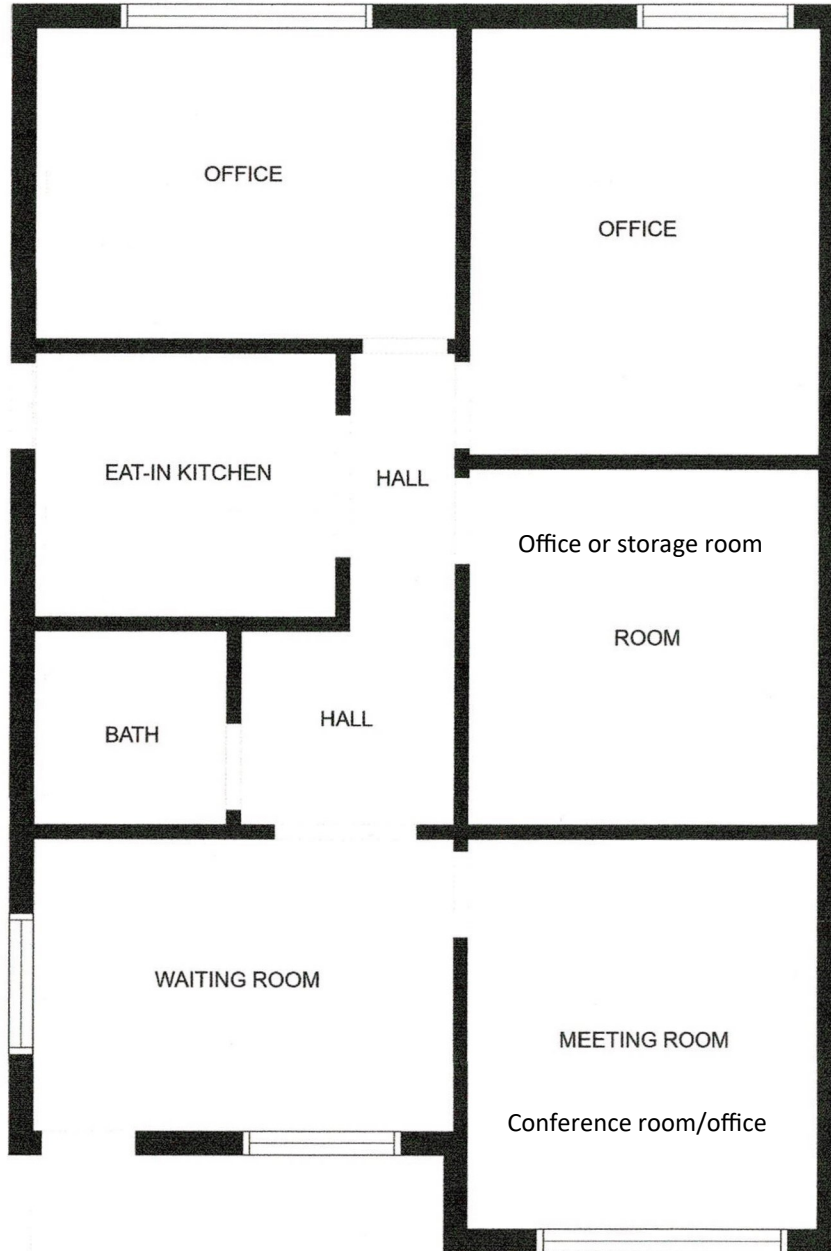 OFFICE
OFFICE
EAT-IN KITCHEN
HALL
Office or storage room
ROOM
BATH
HALL
WAITING ROOM
MEETING ROOM
Conference room/office